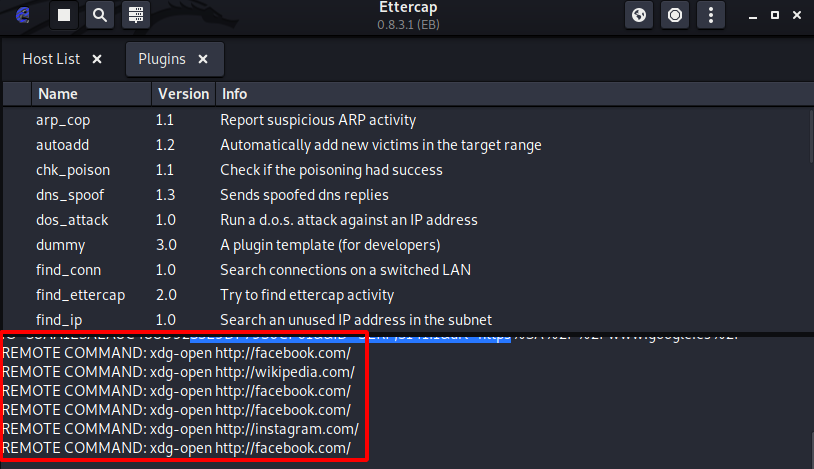 Ettercap
0.8.3.1 (EB)
Host List
Plugins
Name Version Info
arp_cop 1.1 Report suspicious ARP activity
autoadd 1.2 Automatically add new victims in the target range
chk_poison 1.1 Check if the poisoning had success
dns_spoof 1.3 Sends spoofed dns replies
dos_attack 1.0 Run a d.o.s. attack against an IP address
dummy 3.0 A plugin template (for developers)
find_conn 1.0 Search connections on a switched LAN
find_ettercap 2.0 Try to find ettercap activity
find_ip 1.0 Search an unused IP address in the subnet
REMOTE COMMAND: xdg-open http://facebook.com/
REMOTE COMMAND: xdg-open http://wikipedia.com/
REMOTE COMMAND: xdg-open http://facebook.com/
REMOTE COMMAND: xdg-open http://facebook.com/
REMOTE COMMAND: xdg-open http://instagram.com/
REMOTE COMMAND: xdg-open http://facebook.com/